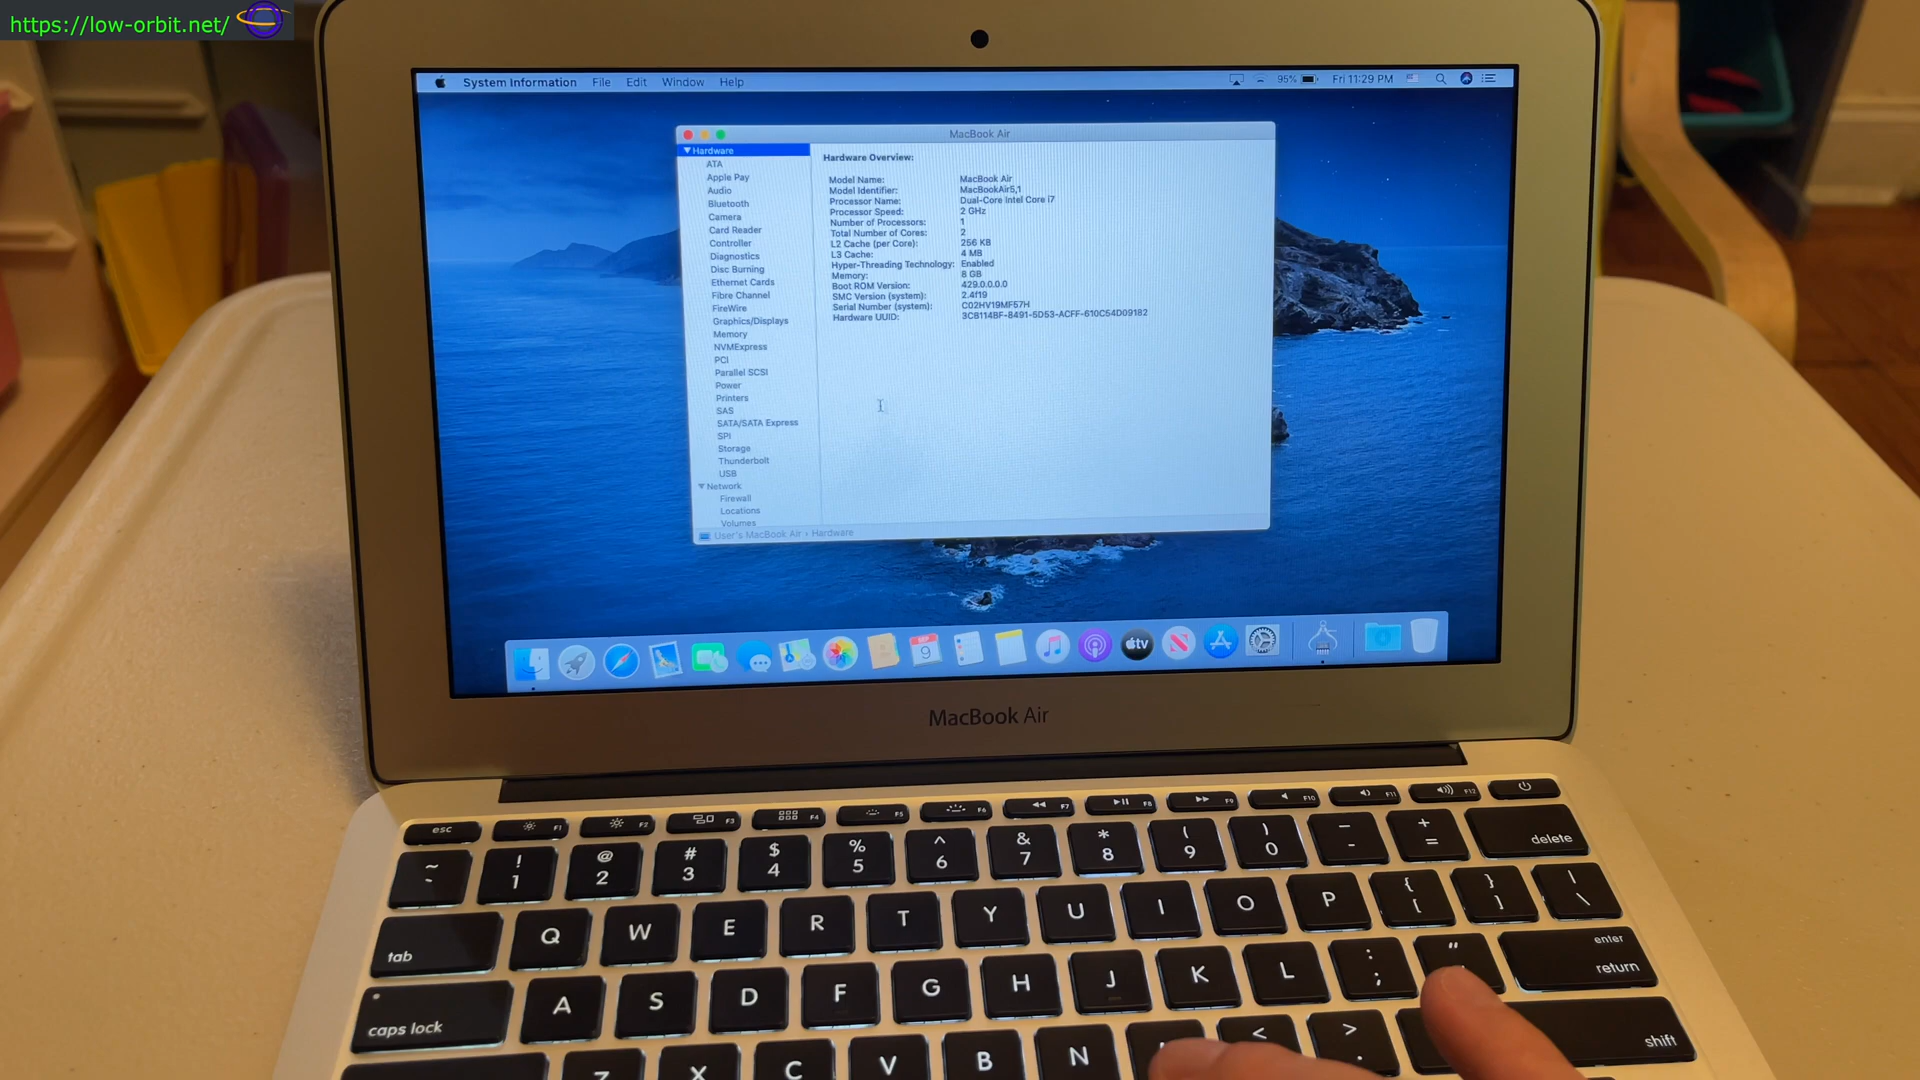 https://low-orbit.net/
System Information File Edit Window Help 95% Fri 11:29 PM
MacBook Air
Hardware
ATA
Apple Pay
Audio
Bluetooth
Camera
Card Reader
Controller
Diagnostics
Disc Burning
Ethernet Cards
Fibre Channel
FireWire
Graphics/Displays
Memory
NVMExpress
PCI
Parallel SCSI
Power
Printers
SAS
SATA/SATA Express
SPI
Storage
Thunderbolt
USB
Network
Firewall
Locations
Volumes
Hardware Overview:
Model Name: MacBook Air
Model Identifier: MacBookAir5,1
Processor Name: Dual-Core Intel Core i7
Processor Speed: 2 GHz
Number of Processors: 1
Total Number of Cores: 2
L2 Cache (per Core): 256 KB
L3 Cache: 4 MB
Hyper-Threading Technology: Enabled
Memory: 8 GB
Boot ROM Version: 429.0.0.0.0
SMC Version (system): 2.4f19
Serial Number (system): C02HV19MF57H
Hardware UUID: 3CB114BF-8491-5D53-ACFF-610C54D09182
User's MacBook Air › Hardware
SEP
9
tv
MacBook Air
esc F1 F2 F3 F4 F5 F6 F7 F8 F9 F10 F11 F12
~ ! @ # $ % ^ & * ( ) – +
1 2 3 4 5 6 7 8 9 0 - = delete
tab Q W E R T Y U I O P { [ } ] | \
caps lock A S D F G H J K L : ; " enter return
Z X C V B N < > . shift